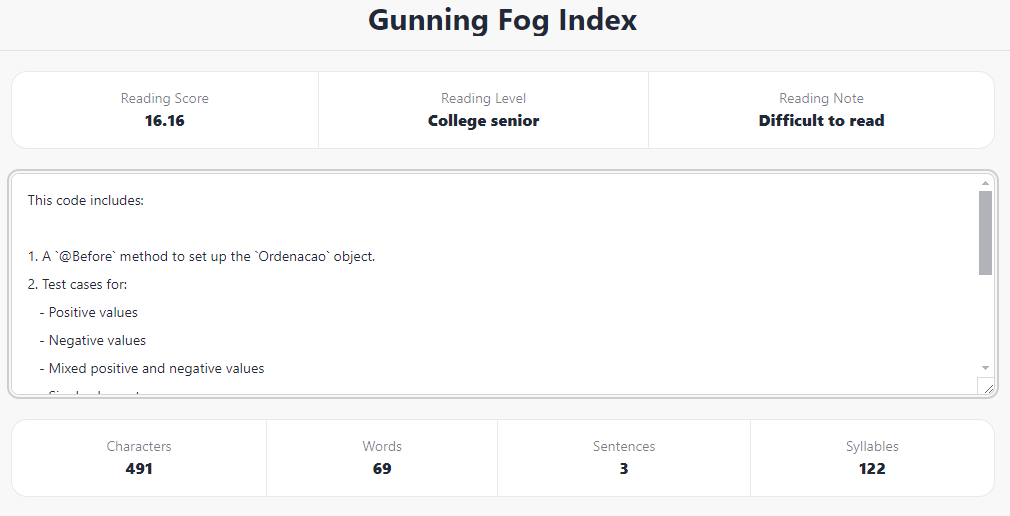 Gunning Fog Index
Reading Score Reading Level Reading Note
16.16 College senior Difficult to read
This code includes:
1. A `@Before` method to set up the `Ordenacao` object.
2. Test cases for:
- Positive values
- Negative values
- Mixed positive and negative values
Characters Words Sentences Syllables
491 69 3 122